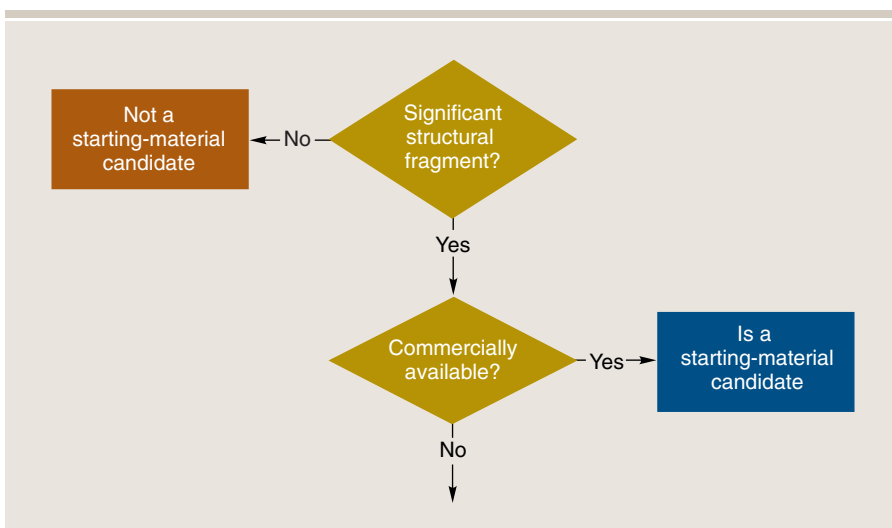 Significant
structural
fragment?
No
Not a
starting-material
candidate
Yes
Commercially
available?
Yes
Is a
starting-material
candidate
No